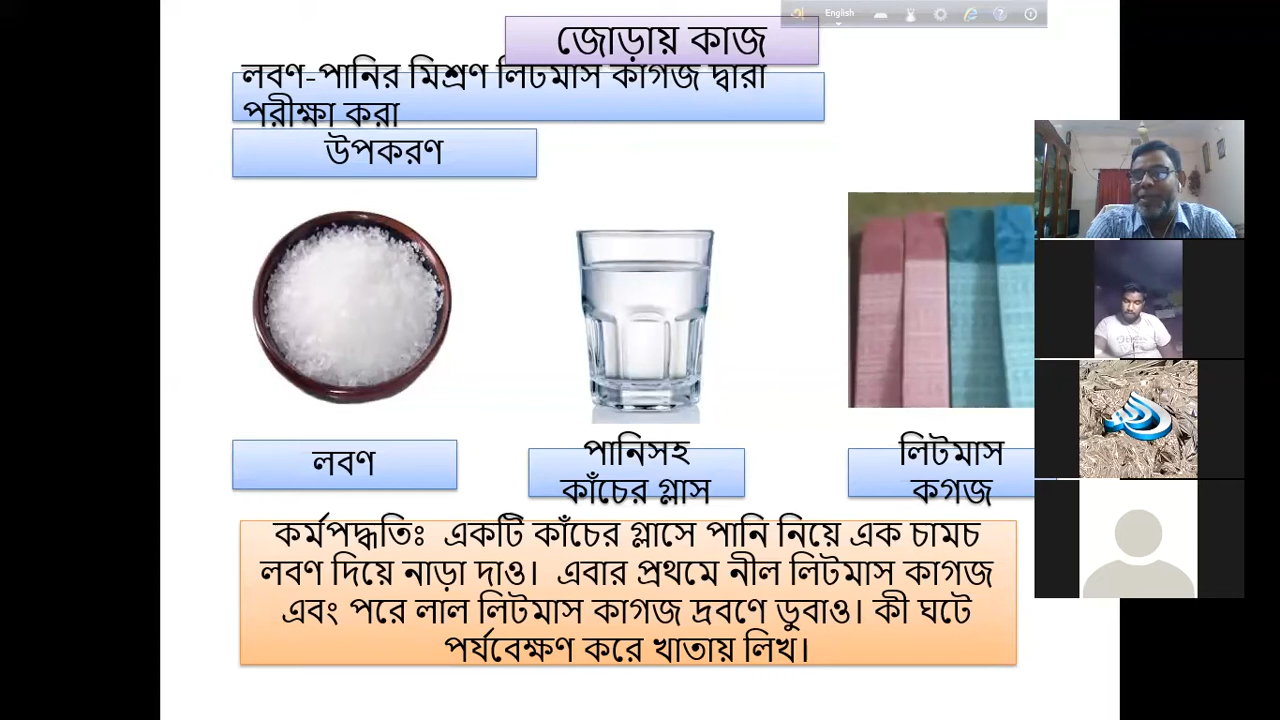 English
জোড়ায় কাজ
লবণ-পানির মিশ্রণ লিটমাস কাগজ দ্বারা
পরীক্ষা করা
উপকরণ
লবণ
পানিসহ
কাঁচের গ্লাস
লিটমাস
কগজ
কর্মপদ্ধতিঃ একটি কাঁচের গ্লাসে পানি নিয়ে এক চামচ
লবণ দিয়ে নাড়া দাও। এবার প্রথমে নীল লিটমাস কাগজ
এবং পরে লাল লিটমাস কাগজ দ্রবণে ডুবাও। কী ঘটে
পর্যবেক্ষণ করে খাতায় লিখ।